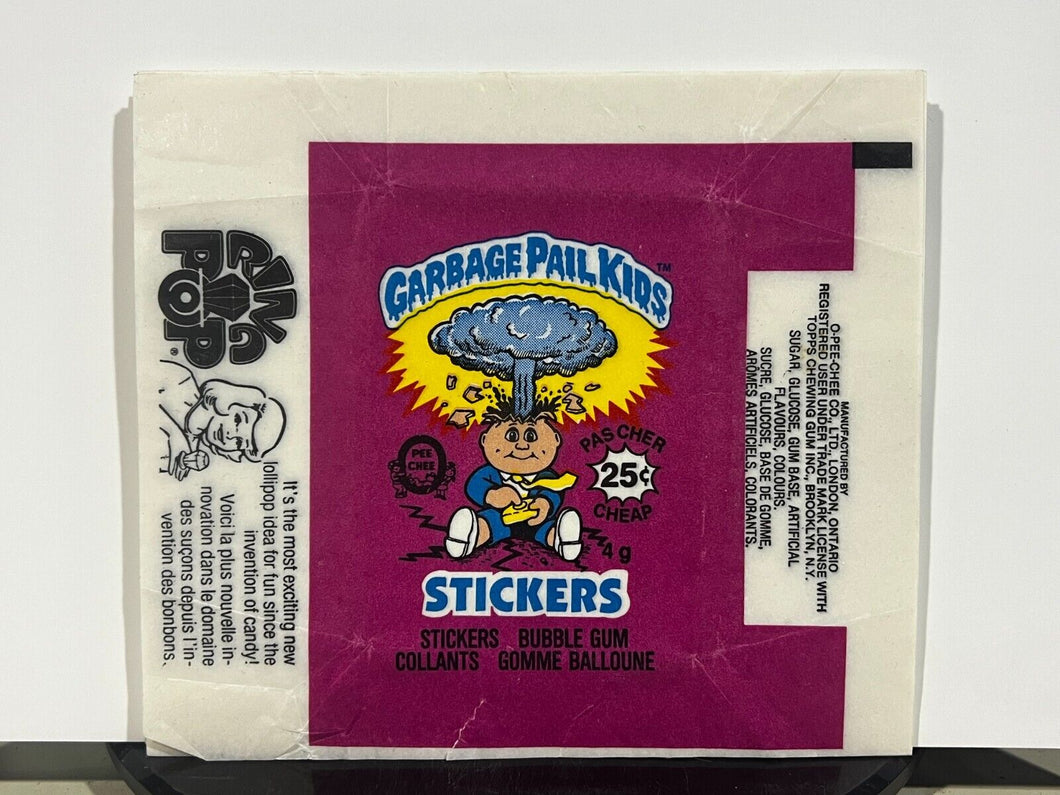 RING
POP®
It's the most exciting new
lollipop idea for fun since the
invention of candy!
Voici la plus nouvelle in-
novation dans le domaine
des suçons depuis l'in-
vention des bonbons.
GARBAGE PAIL KIDS™
O
PEE
CHEE
PAS CHER
25¢
CHEAP
4 g
STICKERS
STICKERS BUBBLE GUM
COLLANTS GOMME BALLOUNE
MANUFACTURED BY
O-PEE-CHEE CO., LTD., LONDON, ONTARIO
REGISTERED USER UNDER TRADE MARK LICENSE WITH
TOPPS CHEWING GUM INC., BROOKLYN, N.Y.
SUGAR, GLUCOSE, GUM BASE, ARTIFICIAL
FLAVOURS, COLOURS.
SUCRE, GLUCOSE, BASE DE GOMME,
ARÔMES ARTIFICIELS, COLORANTS.